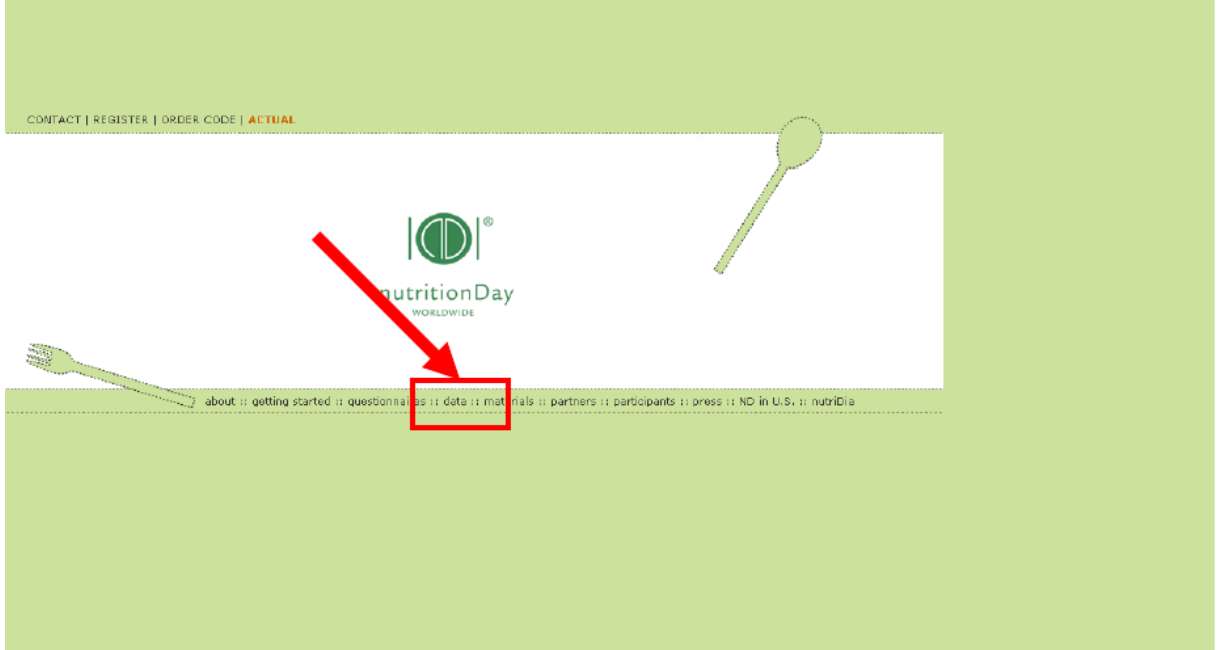 CONTACT | REGISTER | ORDER CODE | ACTUAL
®
nutritionDay
WORLDWIDE
about :: getting started :: questionnaires :: data :: materials :: partners :: participants :: press :: ND in U.S. :: nutriDia